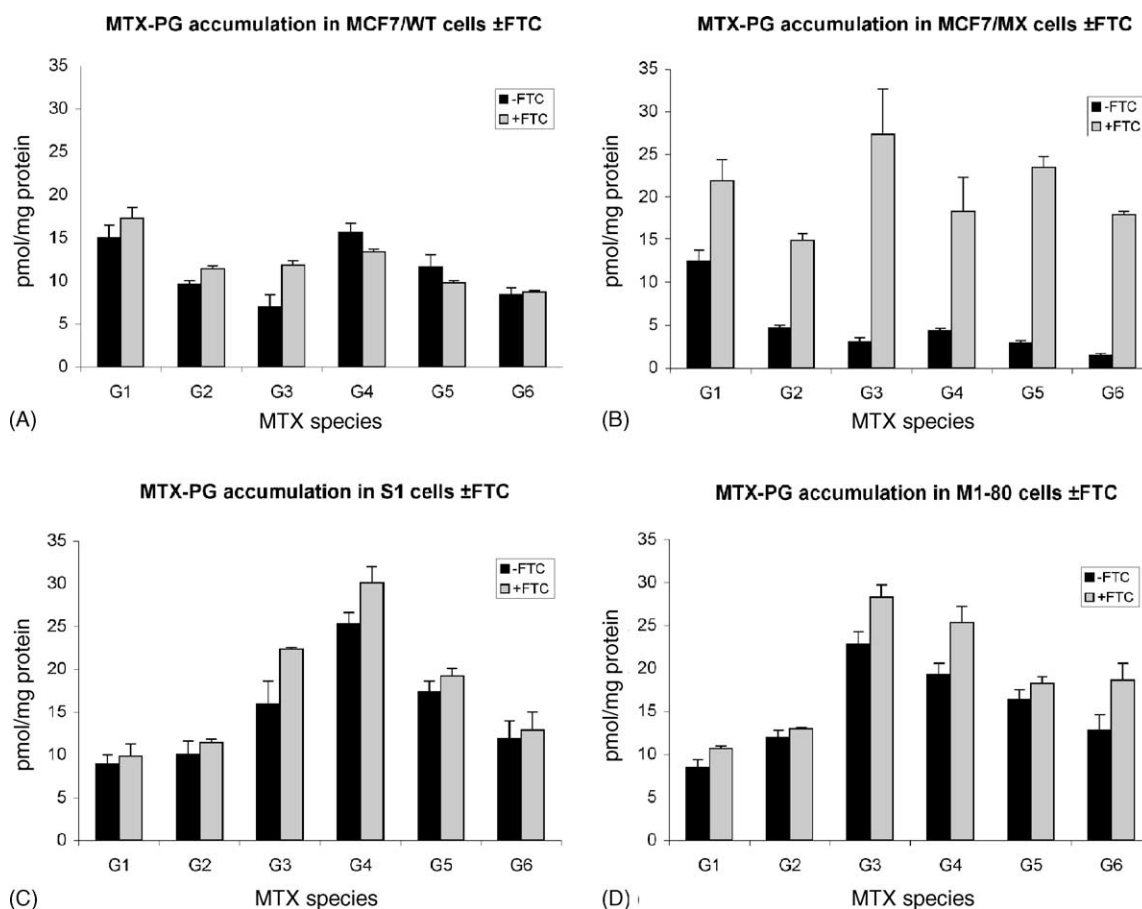 MTX-PG accumulation in MCF7/WT cells ±FTC
35
30
25
20
15
10
5
0
pmol/mg protein
-FTC
+FTC
G1 G2 G3 G4 G5 G6
(A) MTX species
MTX-PG accumulation in MCF7/MX cells ±FTC
35
30
25
20
15
10
5
0
pmol/mg protein
-FTC
+FTC
G1 G2 G3 G4 G5 G6
(B) MTX species
MTX-PG accumulation in S1 cells ±FTC
35
30
25
20
15
10
5
0
pmol/mg protein
-FTC
+FTC
G1 G2 G3 G4 G5 G6
(C) MTX species
MTX-PG accumulation in M1-80 cells ±FTC
35
30
25
20
15
10
5
0
pmol/mg protein
-FTC
+FTC
G1 G2 G3 G4 G5 G6
(D) MTX species